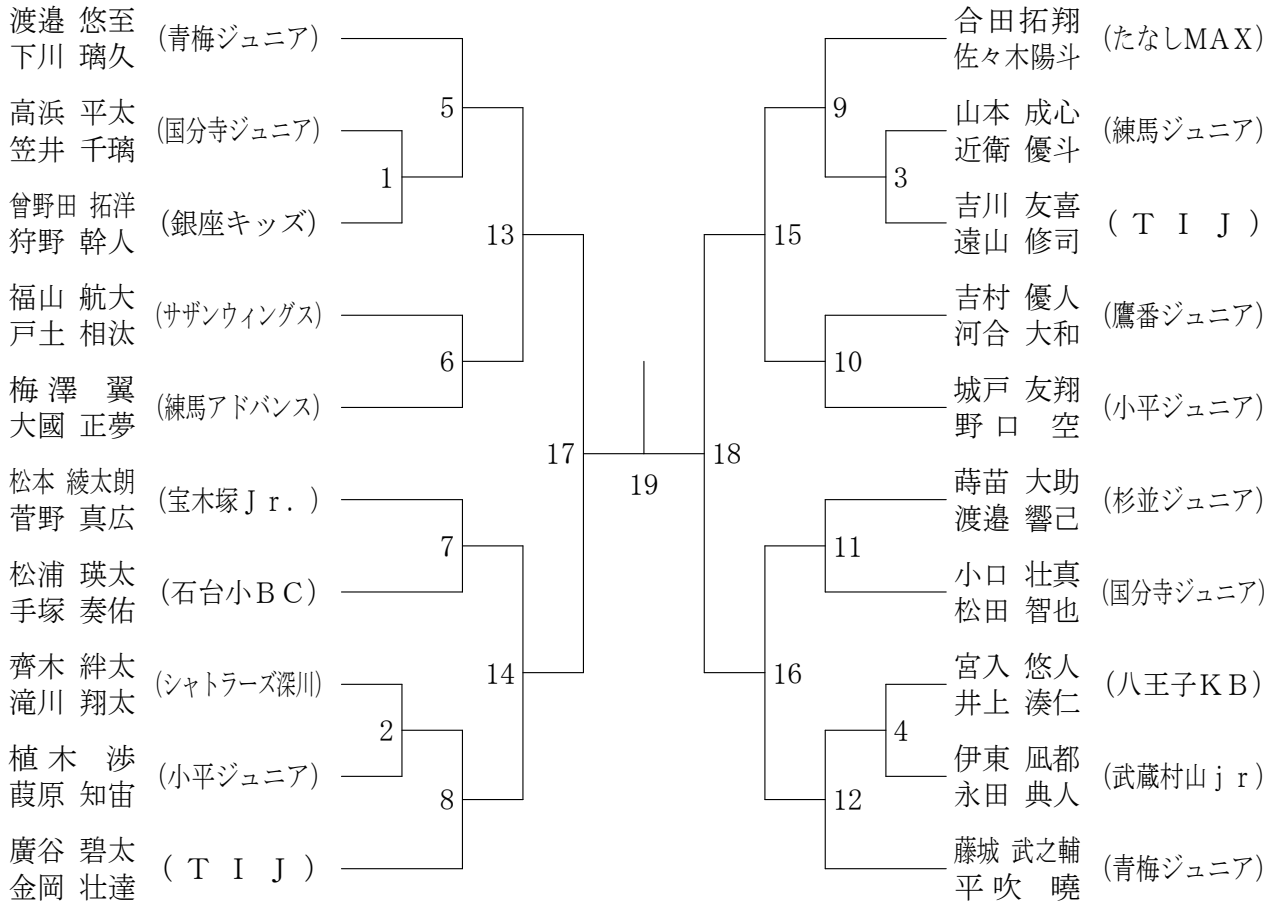 渡邉 悠至
下川 璃久
(青梅ジュニア)
高浜 平太
笠井 千璃
(国分寺ジュニア)
曾野田 拓洋
狩野 幹人
(銀座キッズ)
福山 航大
戸土 相汰
(サザンウィングス)
梅澤 翼
大國 正夢
(練馬アドバンス)
松本 綾太朗
菅野 真広
(宝木塚Jr.)
松浦 瑛太
手塚 奏佑
(石台小BC)
齊木 絆太
滝川 翔太
(シャトラーズ深川)
植木 渉
葭原 知宙
(小平ジュニア)
廣谷 碧太
金岡 壮達
(TIJ)
5
1
13
6
17
7
14
2
8
19
9
3
15
10
18
11
16
4
12
合田拓翔
佐々木陽斗
(たなしMAX)
山本 成心
近衛 優斗
(練馬ジュニア)
吉川 友喜
遠山 修司
(TIJ)
吉村 優人
河合 大和
(鷹番ジュニア)
城戸 友翔
野口 空
(小平ジュニア)
蒔苗 大助
渡邉 響己
(杉並ジュニア)
小口 壮真
松田 智也
(国分寺ジュニア)
宮入 悠人
井上 湊仁
(八王子KB)
伊東 凪都
永田 典人
(武蔵村山jr)
藤城 武之輔
平吹 曉
(青梅ジュニア)